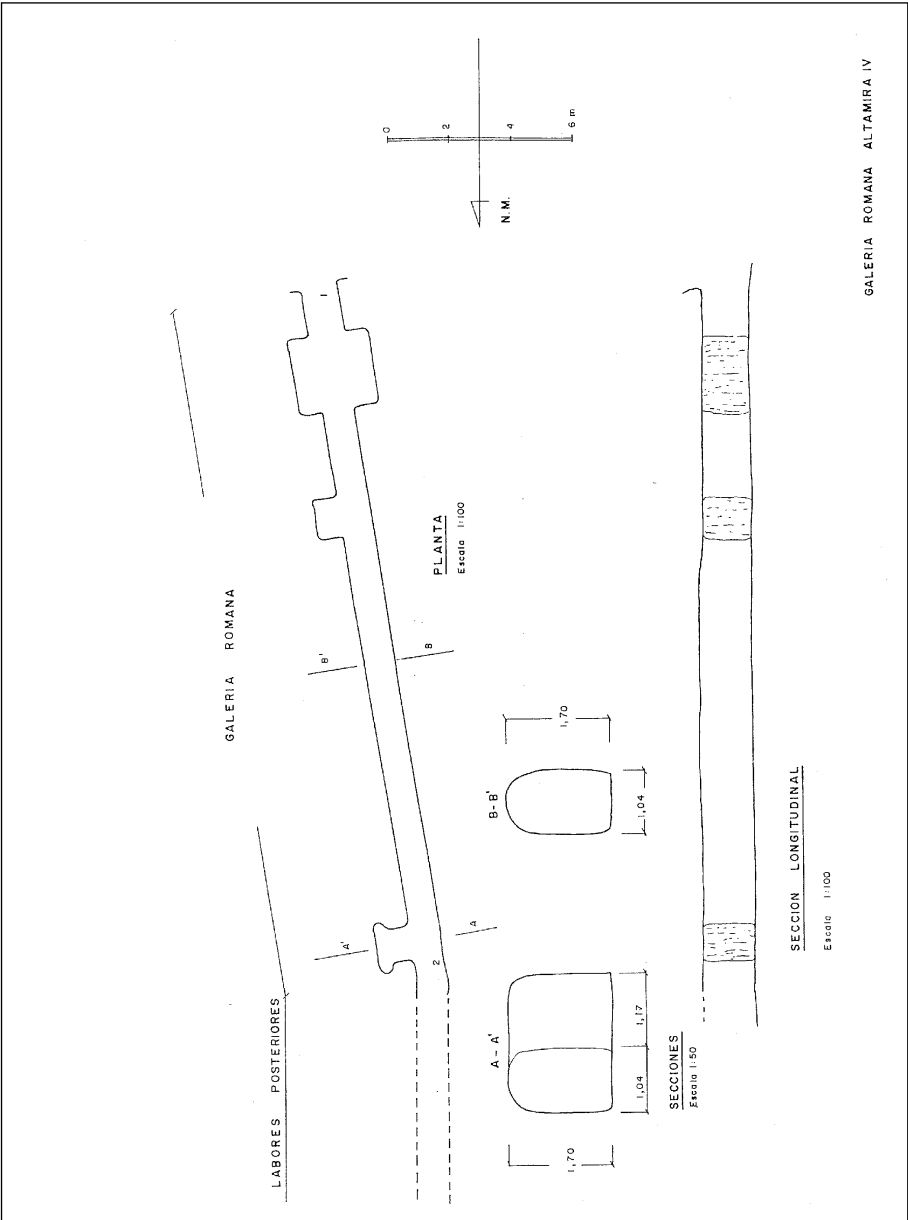 LABORES POSTERIORES
GALERIA ROMANA
A'
2
A
B'
B
1
PLANTA
Escala 1:100
N.M.
0
2
4
6 m
A - A'
1,70
1,04
1,17
B - B'
1,70
1,04
SECCIONES
Escala 1:50
SECCION LONGITUDINAL
Escala 1:100
GALERIA ROMANA ALTAMIRA IV